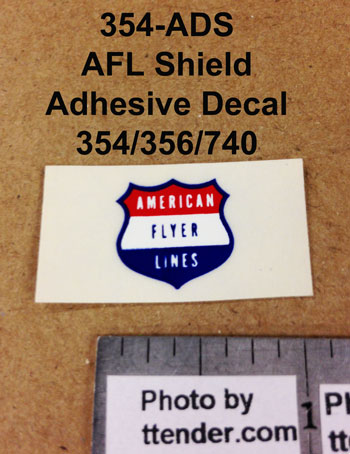 354-ADS
AFL Shield
Adhesive Decal
354/356/740
AMERICAN
FLYER
LINES
Photo by
ttender.com
1